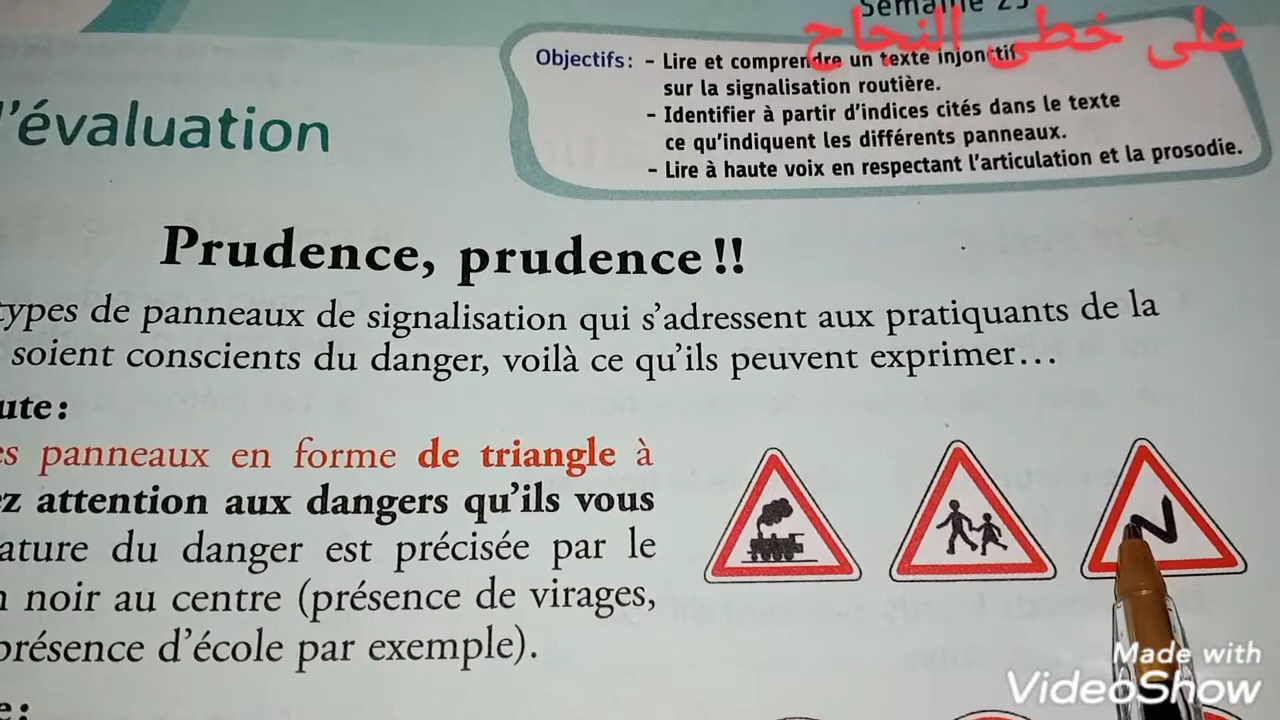 Semaine 25
على خطى النجاح
Objectifs: - Lire et comprendre un texte injonctif
sur la signalisation routière.
- Identifier à partir d'indices cités dans le texte
ce qu'indiquent les différents panneaux.
- Lire à haute voix en respectant l'articulation et la prosodie.
l'évaluation
Prudence, prudence !!
types de panneaux de signalisation qui s'adressent aux pratiquants de la
soient conscients du danger, voilà ce qu'ils peuvent exprimer...
ute:
es panneaux en forme de triangle à
ez attention aux dangers qu'ils vous
ature du danger est précisée par le
n noir au centre (présence de virages,
présence d'école par exemple).
e:
Made with
VideoShow